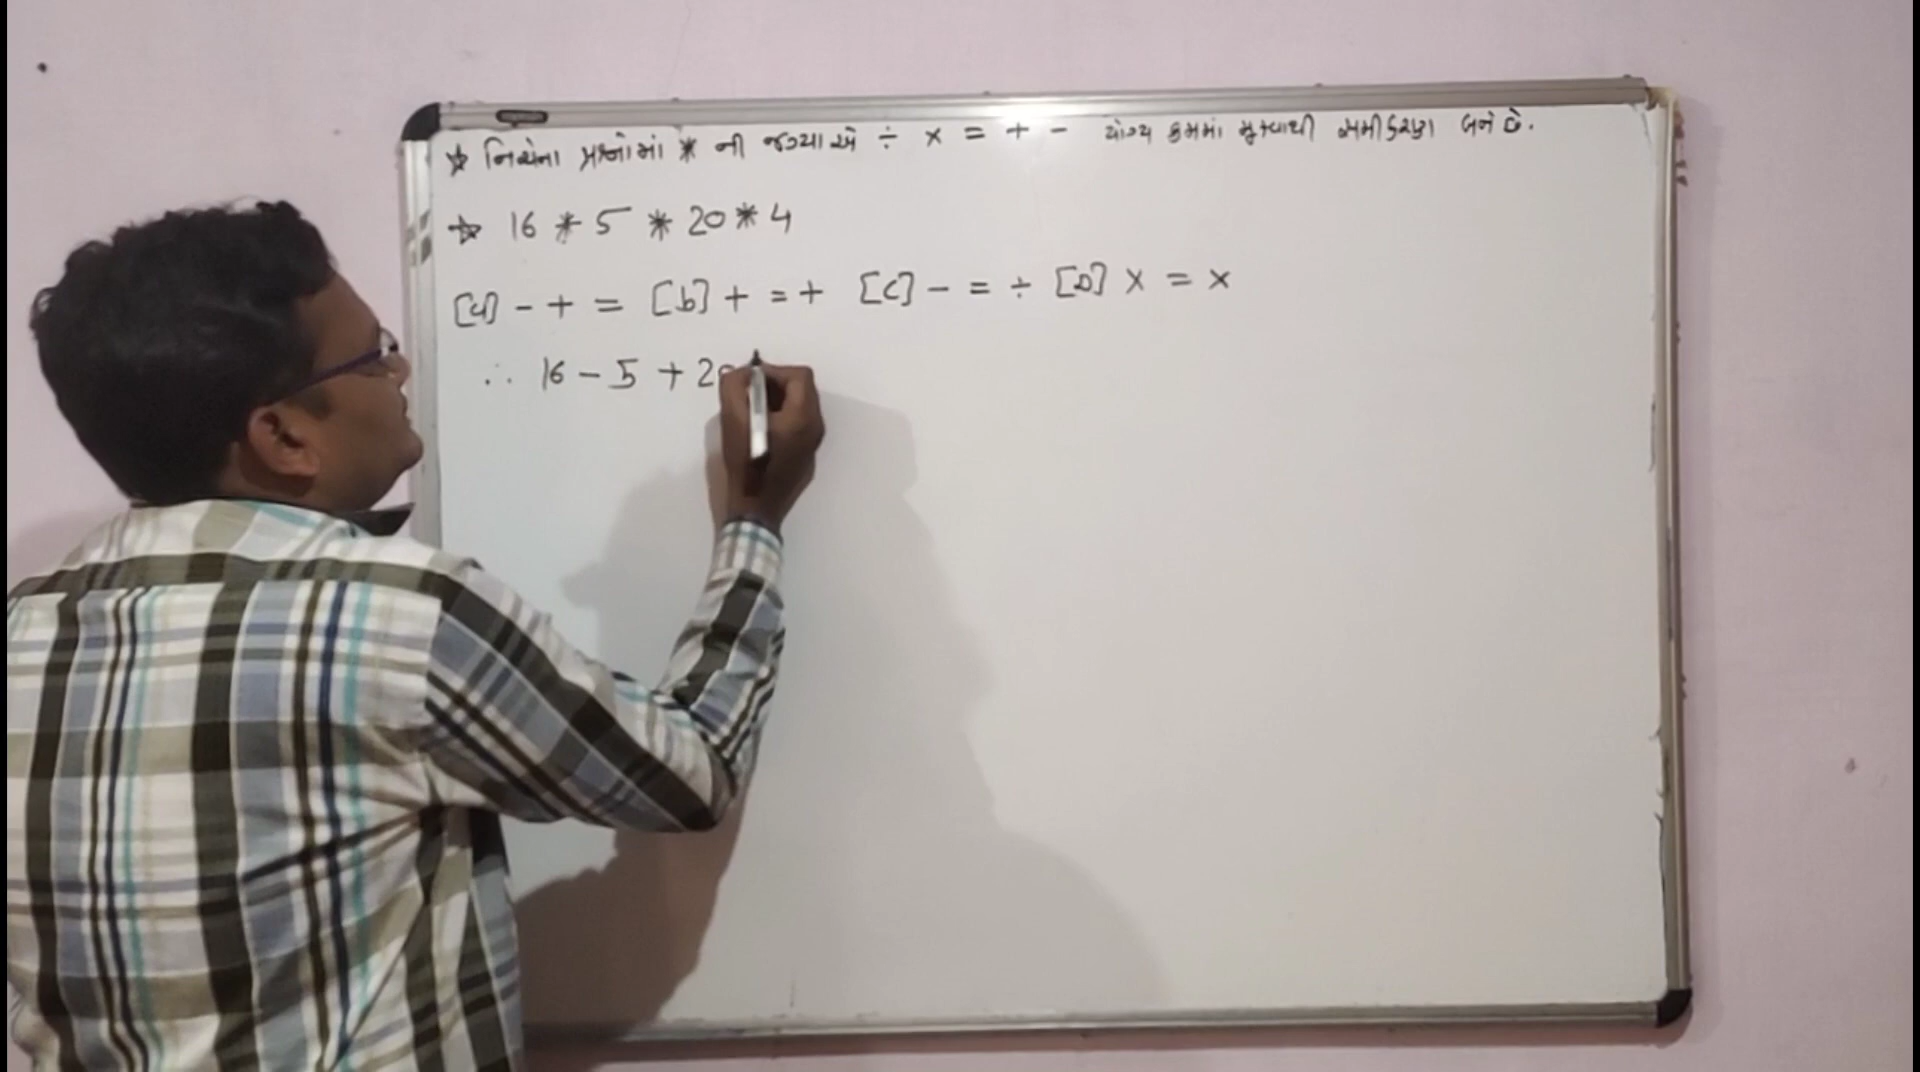 ☆ નિચેના પ્રશ્નોમાં * ની જગ્યાએ ÷ × = + - યોગ્ય ક્રમમાં મૂકવાથી સમીકરણ બને છે.
☆ 16 * 5 * 20 * 4
[a] - + = [b] + = + [c] - = ÷ [D] × = ×
∴ 16 - 5 + 20